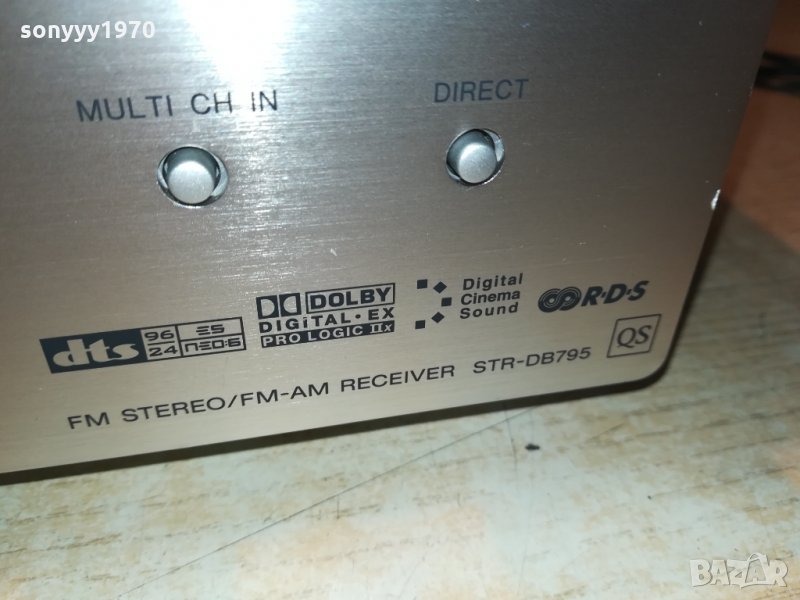 sonyyy1970
MULTI CH IN
DIRECT
dts 96 24 ES NEO:6
DOLBY
DIGITAL·EX
PRO LOGIC IIx
Digital
Cinema
Sound
R·D·S
QS
FM STEREO/FM-AM RECEIVER STR-DB795
BAZAR